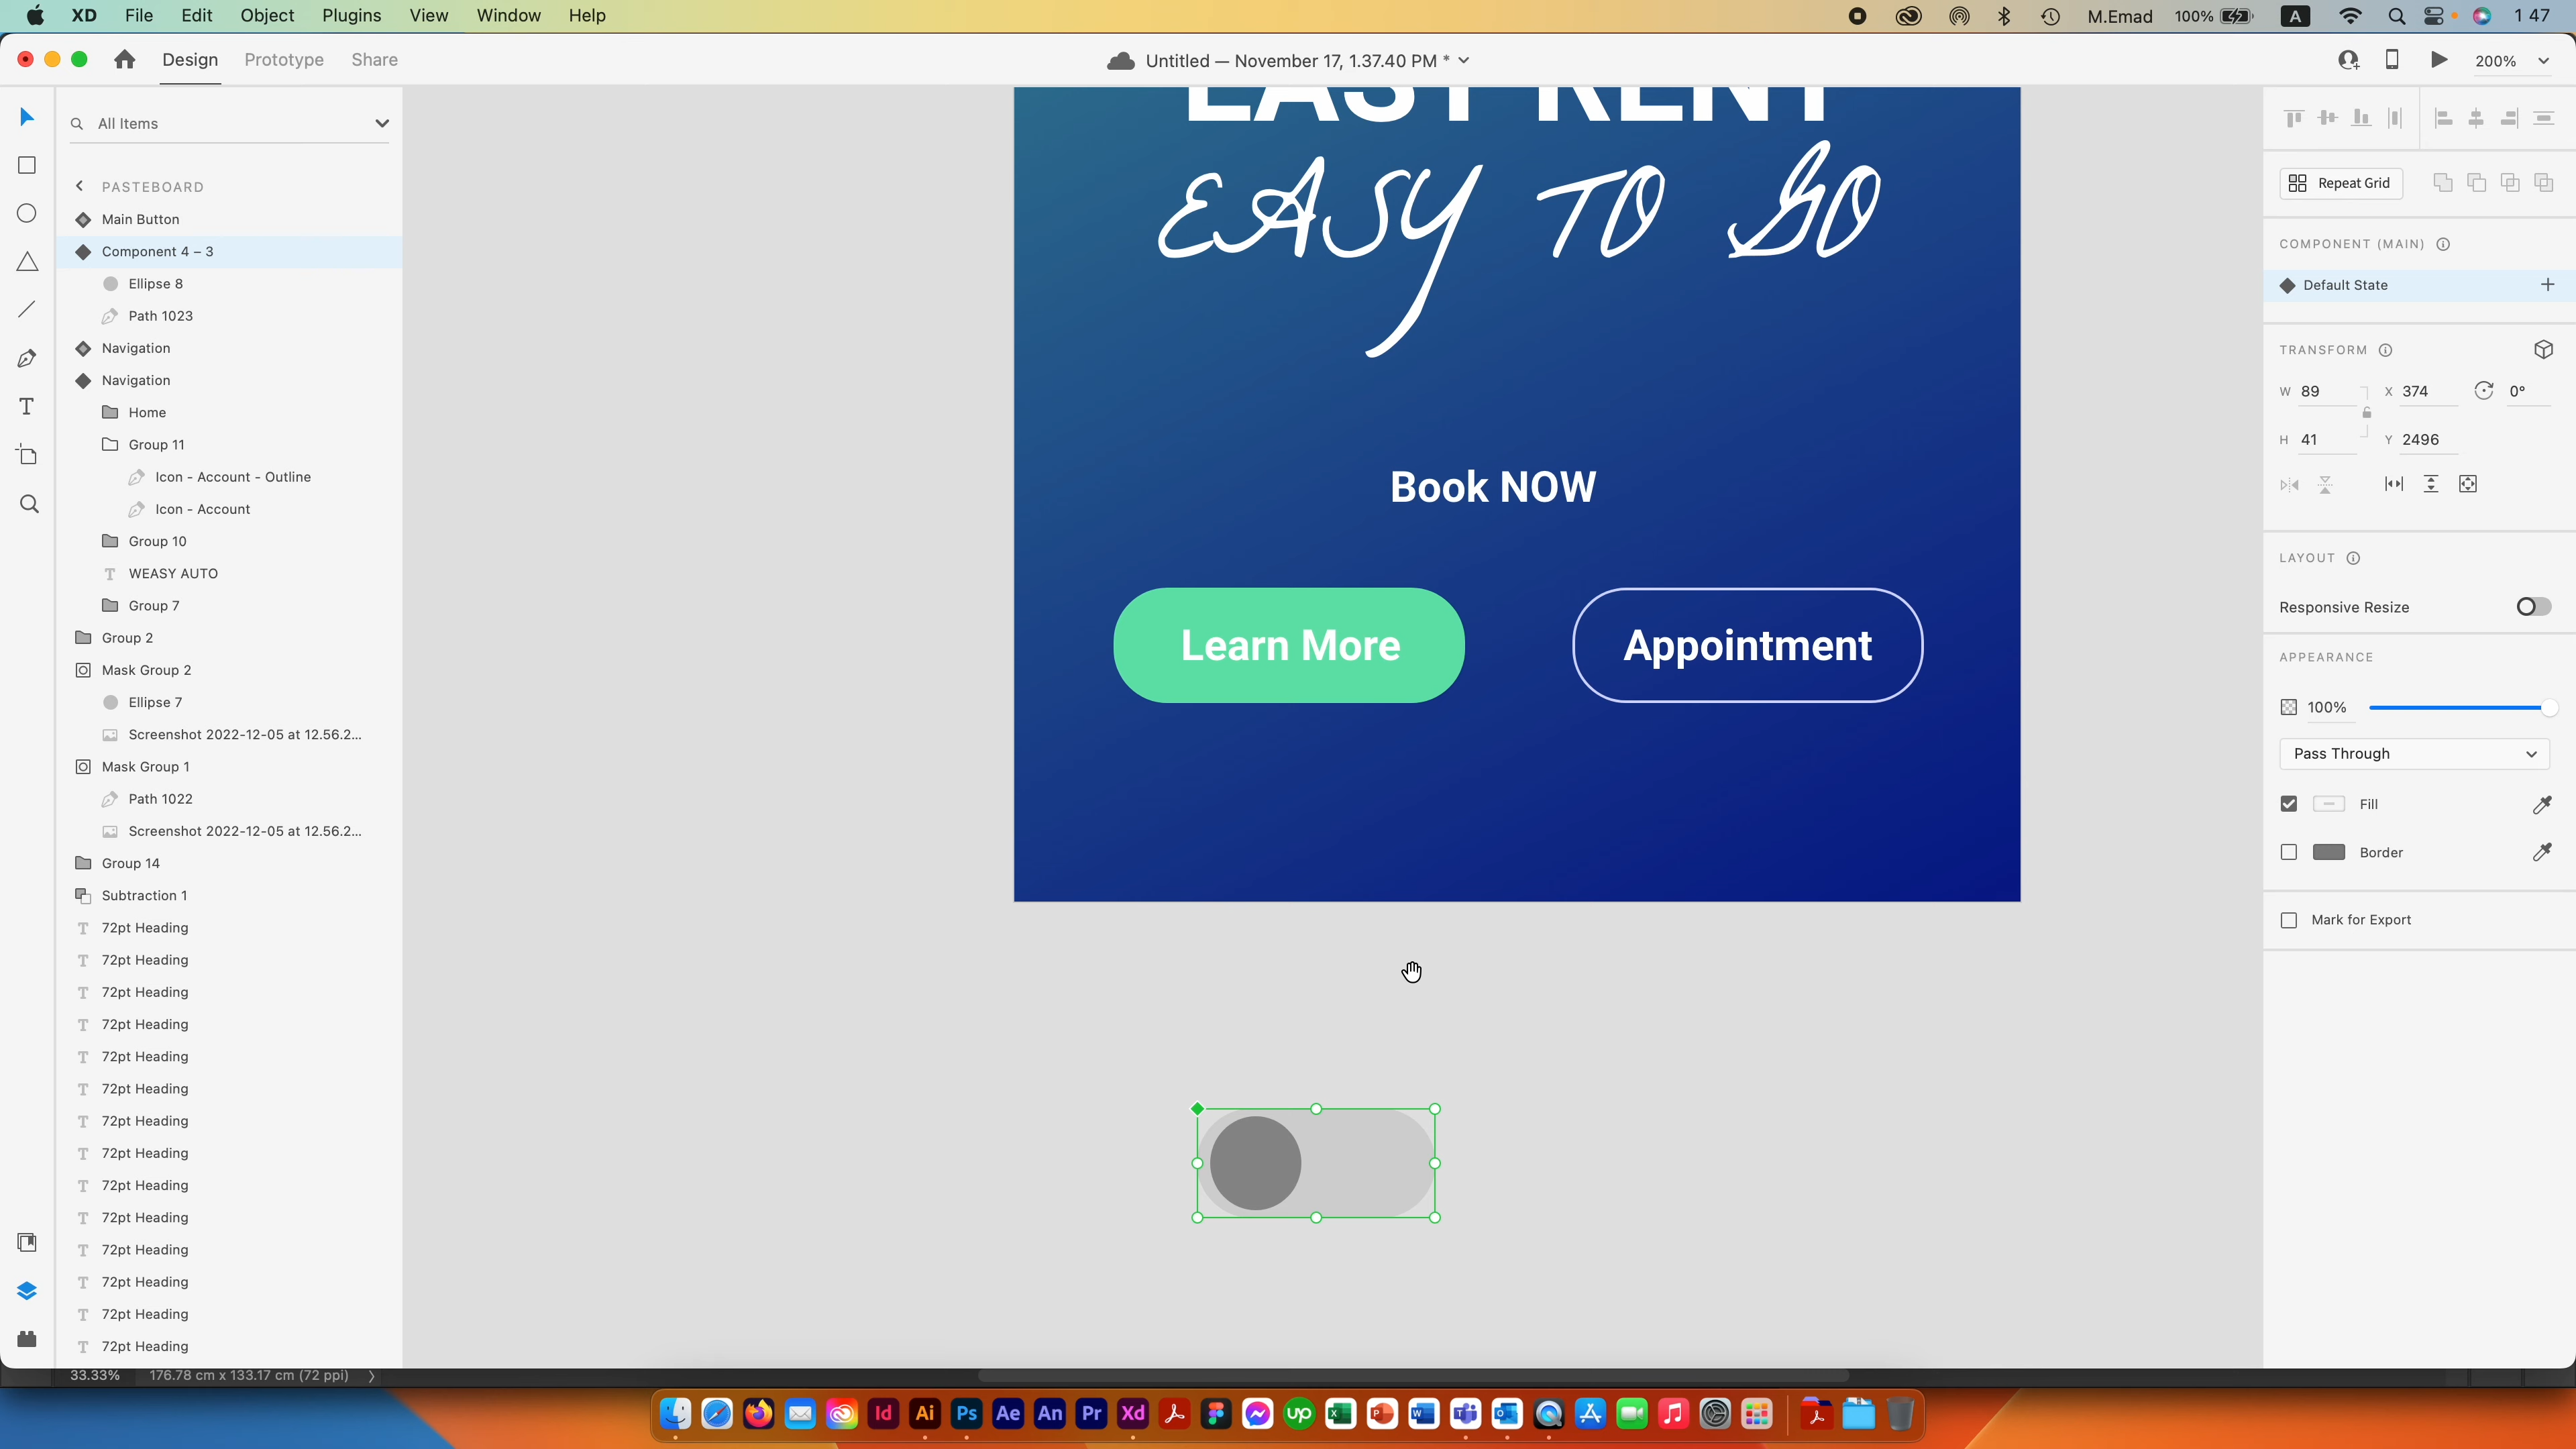 XD File Edit Object Plugins View Window Help M.Emad 100% A 1 47
Design Prototype Share Untitled — November 17, 1.37.40 PM * 200%
All Items
PASTEBOARD
Main Button
Component 4 – 3
Ellipse 8
Path 1023
Navigation
Navigation
Home
Group 11
Icon - Account - Outline
Icon - Account
Group 10
WEASY AUTO
Group 7
Group 2
Mask Group 2
Ellipse 7
Screenshot 2022-12-05 at 12.56.2...
Mask Group 1
Path 1022
Screenshot 2022-12-05 at 12.56.2...
Group 14
Subtraction 1
72pt Heading
72pt Heading
72pt Heading
72pt Heading
72pt Heading
72pt Heading
72pt Heading
72pt Heading
72pt Heading
72pt Heading
72pt Heading
72pt Heading
72pt Heading
72pt Heading
33.33% 176.78 cm x 133.17 cm (72 ppi)
EASY TO GO
Book NOW
Learn More Appointment
Repeat Grid
COMPONENT (MAIN)
Default State
TRANSFORM
W 89 X 374 0°
H 41 Y 2496
LAYOUT
Responsive Resize
APPEARANCE
100%
Pass Through
Fill
Border
Mark for Export
Id Ai Ps Ae An Pr Xd up